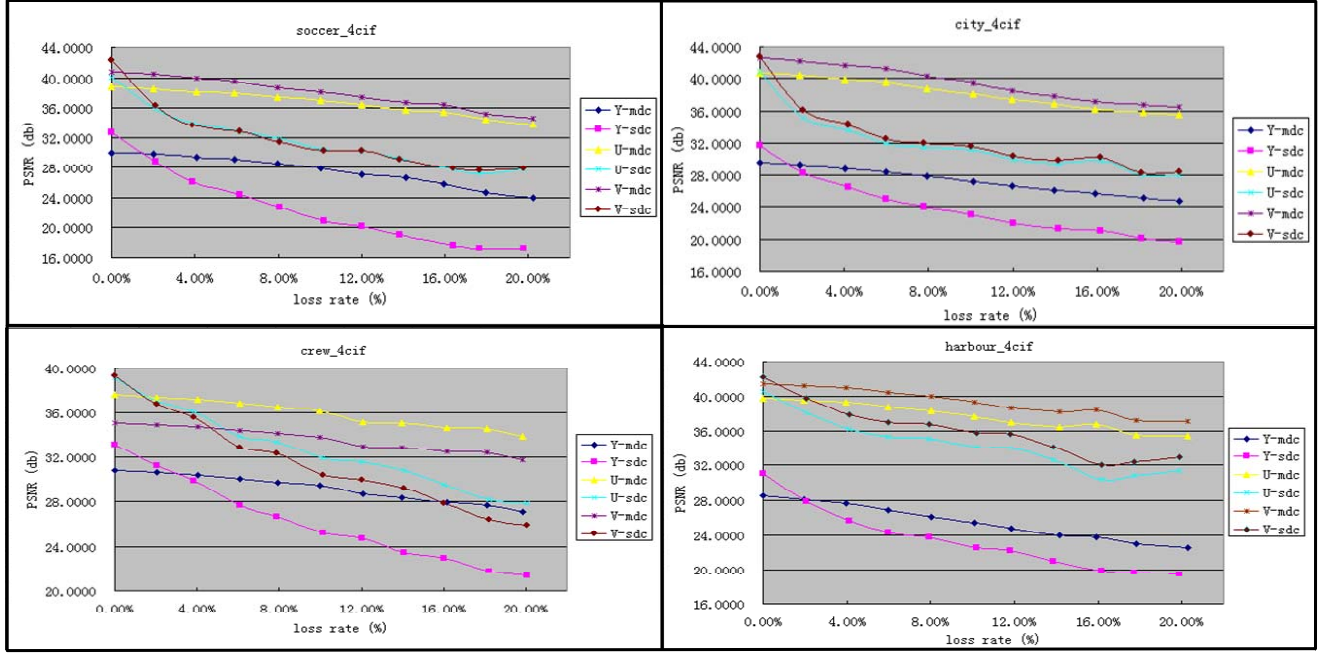 soccer_4cif
44.0000
40.0000
36.0000
32.0000
28.0000
24.0000
20.0000
16.0000
PSNR (db)
0.00%
4.00%
8.00%
12.00%
16.00%
20.00%
loss rate (%)
Y-mdc
Y-sdc
U-mdc
U-sdc
V-mdc
V-sdc
city_4cif
44.0000
40.0000
36.0000
32.0000
28.0000
24.0000
20.0000
16.0000
PSNR (db)
0.00%
4.00%
8.00%
12.00%
16.00%
20.00%
loss rate (%)
Y-mdc
Y-sdc
U-mdc
U-sdc
V-mdc
V-sdc
crew_4cif
40.0000
36.0000
32.0000
28.0000
24.0000
20.0000
PSNR (db)
0.00%
4.00%
8.00%
12.00%
16.00%
20.00%
loss rate (%)
Y-mdc
Y-sdc
U-mdc
U-sdc
V-mdc
V-sdc
harbour_4cif
44.0000
40.0000
36.0000
32.0000
28.0000
24.0000
20.0000
16.0000
PSNR (db)
0.00%
4.00%
8.00%
12.00%
16.00%
20.00%
loss rate (%)
Y-mdc
Y-sdc
U-mdc
U-sdc
V-mdc
V-sdc